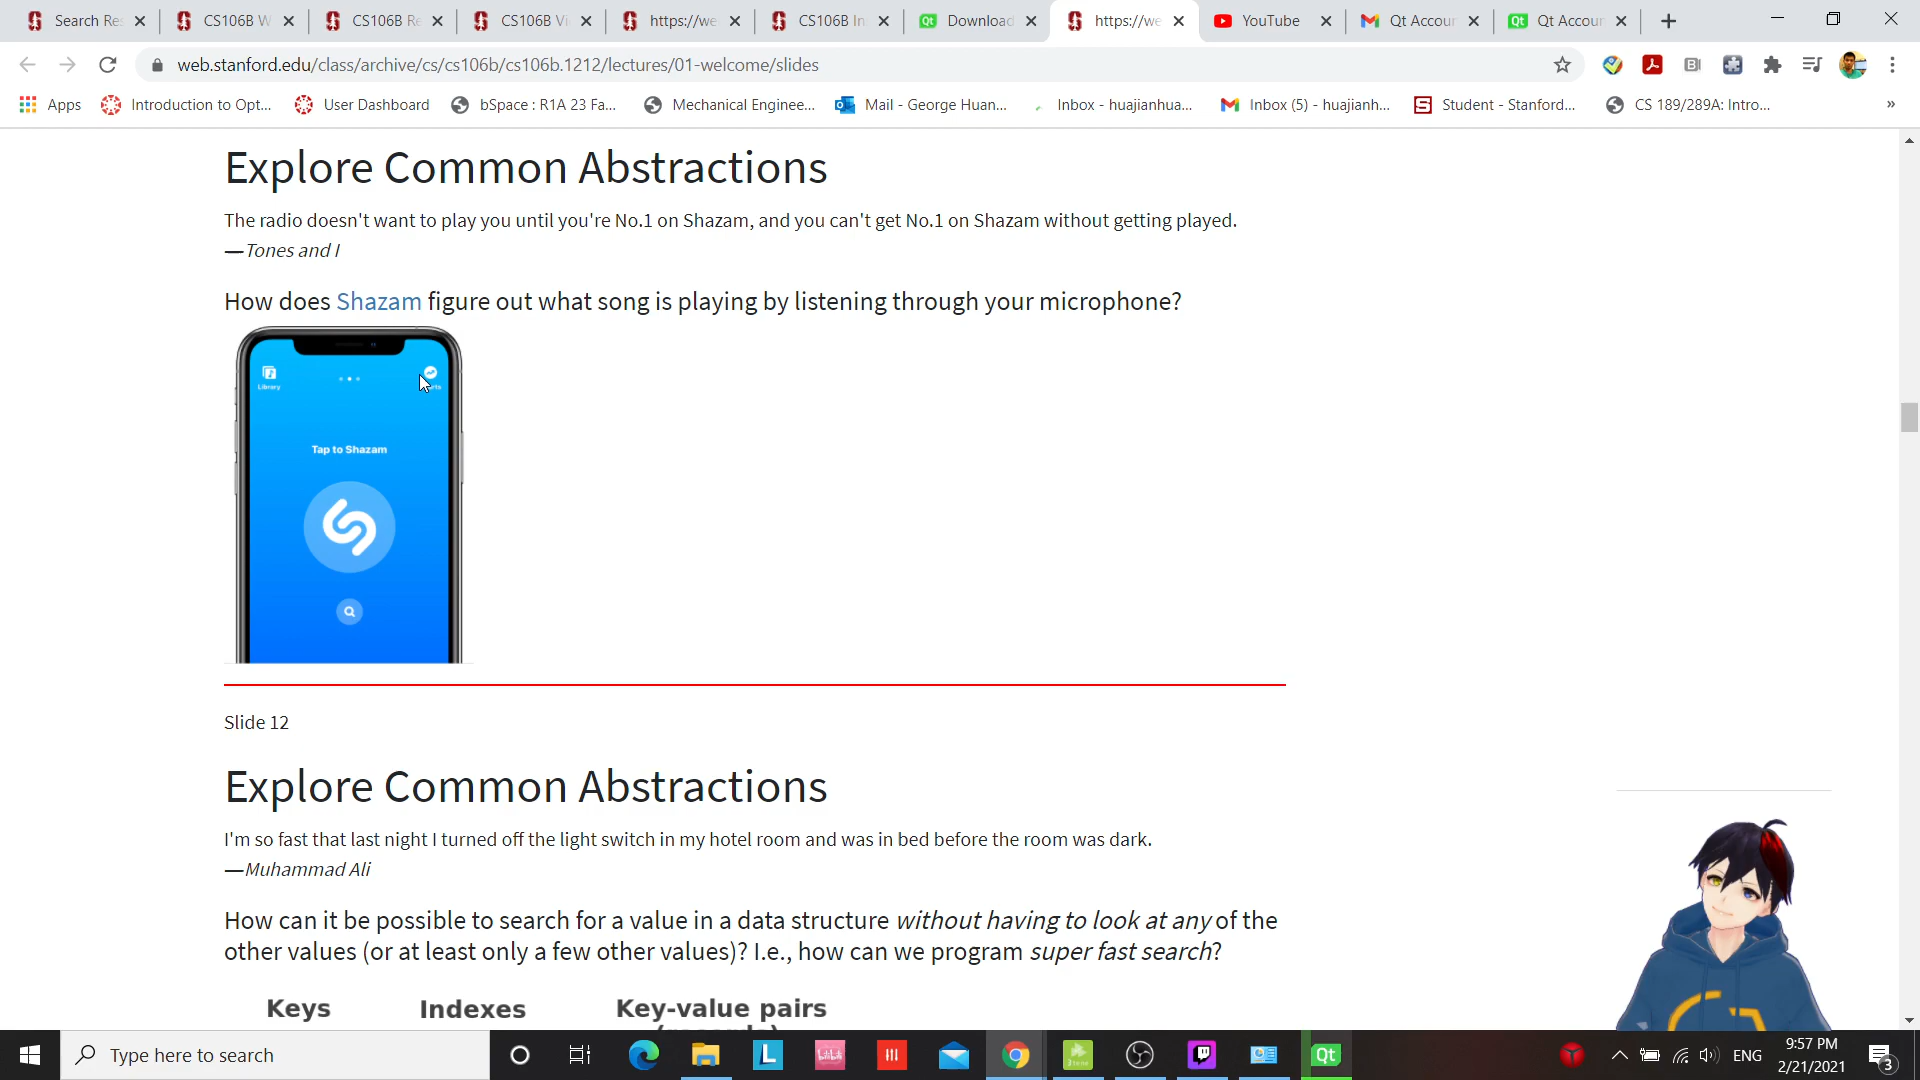 Search Re
CS106B W
CS106B Re
CS106B Vi
https://we
CS106B In
Download
https://we
YouTube
Qt Accour
Qt Accour
web.stanford.edu/class/archive/cs/cs106b/cs106b.1212/lectures/01-welcome/slides
Apps
Introduction to Opt...
User Dashboard
bSpace : R1A 23 Fa...
Mechanical Enginee...
Mail - George Huan...
Inbox - huajianhua...
Inbox (5) - huajianh...
Student - Stanford...
CS 189/289A: Intro...
»
Explore Common Abstractions
The radio doesn't want to play you until you're No.1 on Shazam, and you can't get No.1 on Shazam without getting played.
—Tones and I
How does Shazam figure out what song is playing by listening through your microphone?
Library
Tap to Shazam
Slide 12
Explore Common Abstractions
I'm so fast that last night I turned off the light switch in my hotel room and was in bed before the room was dark.
—Muhammad Ali
How can it be possible to search for a value in a data structure without having to look at any of the
other values (or at least only a few other values)? I.e., how can we program super fast search?
Keys Indexes Key-value pairs
Type here to search
ENG
9:57 PM
2/21/2021
3